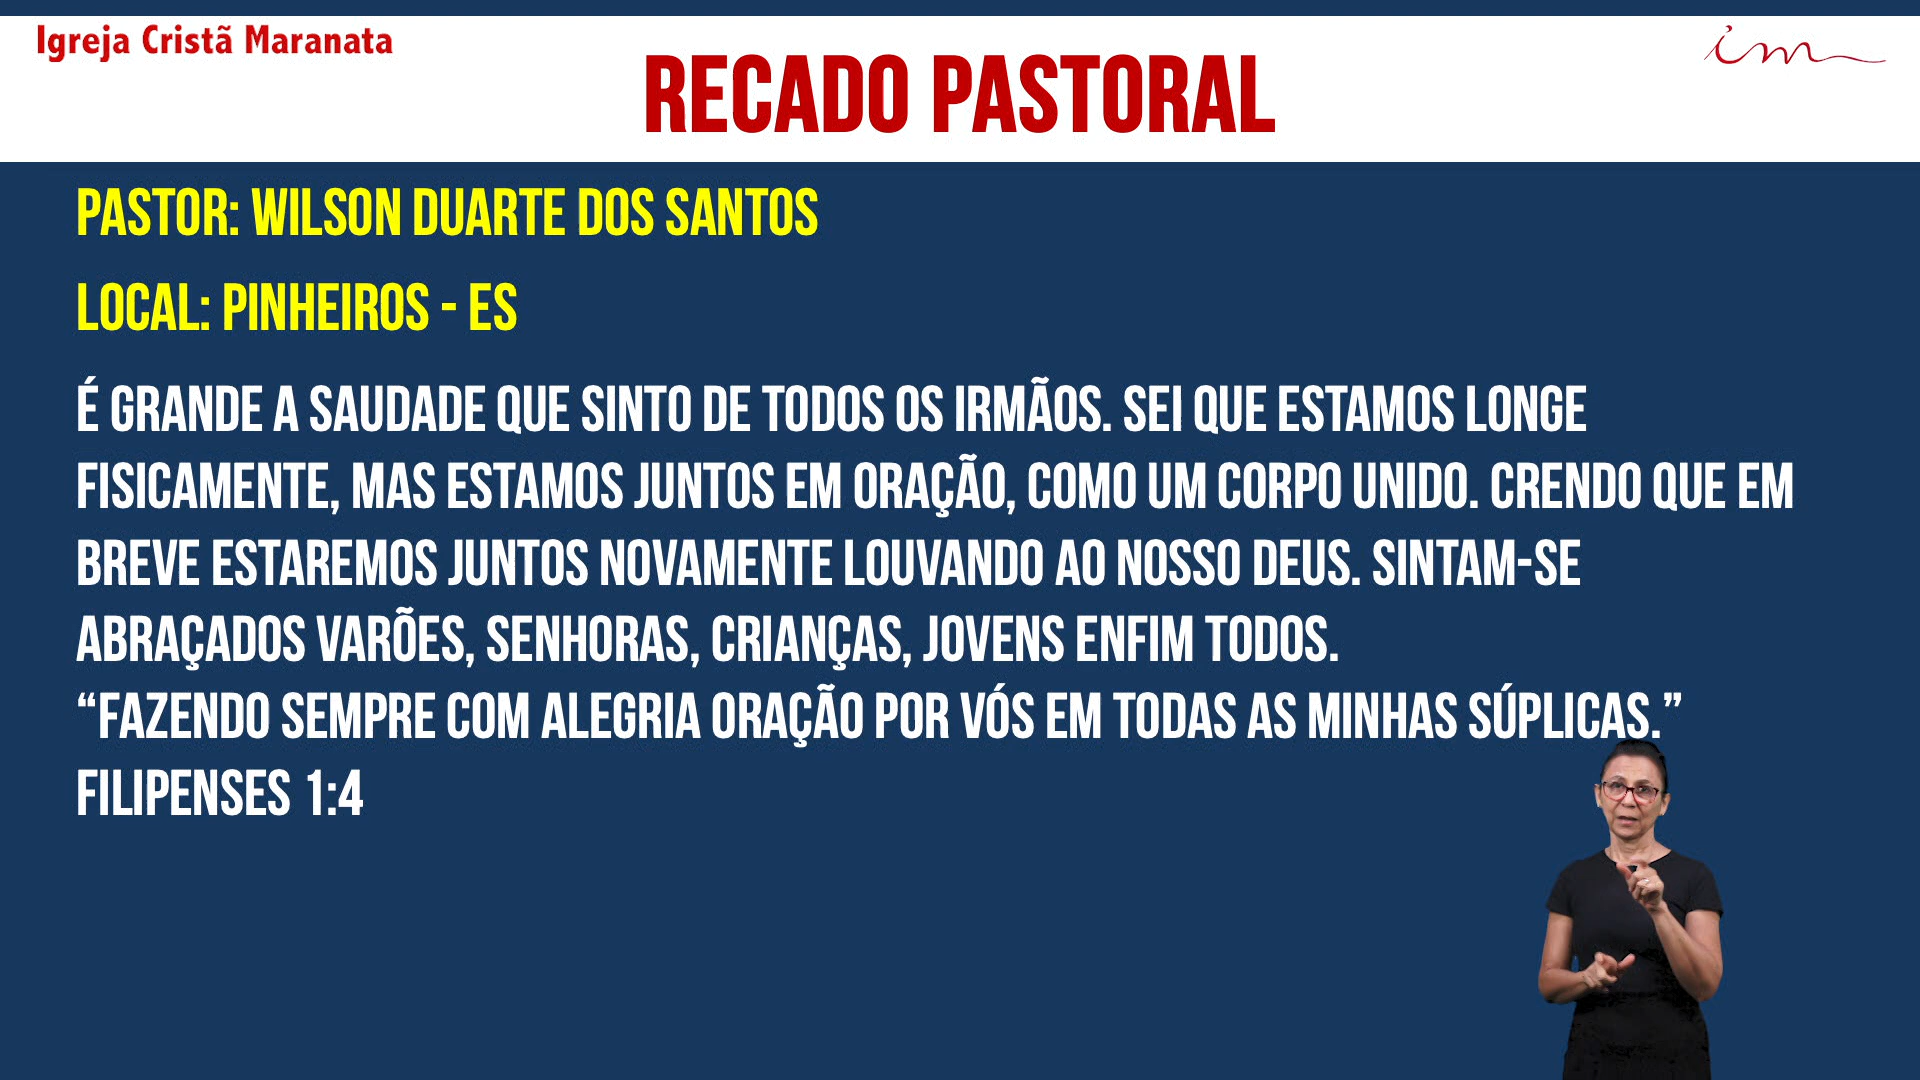 Igreja Cristã Maranata
im
RECADO PASTORAL
PASTOR: WILSON DUARTE DOS SANTOS
LOCAL: PINHEIROS - ES
É GRANDE A SAUDADE QUE SINTO DE TODOS OS IRMÃOS. SEI QUE ESTAMOS LONGE
FISICAMENTE, MAS ESTAMOS JUNTOS EM ORAÇÃO, COMO UM CORPO UNIDO. CRENDO QUE EM
BREVE ESTAREMOS JUNTOS NOVAMENTE LOUVANDO AO NOSSO DEUS. SINTAM-SE
ABRAÇADOS VARÕES, SENHORAS, CRIANÇAS, JOVENS ENFIM TODOS.
“FAZENDO SEMPRE COM ALEGRIA ORAÇÃO POR VÓS EM TODAS AS MINHAS SÚPLICAS.”
FILIPENSES 1:4